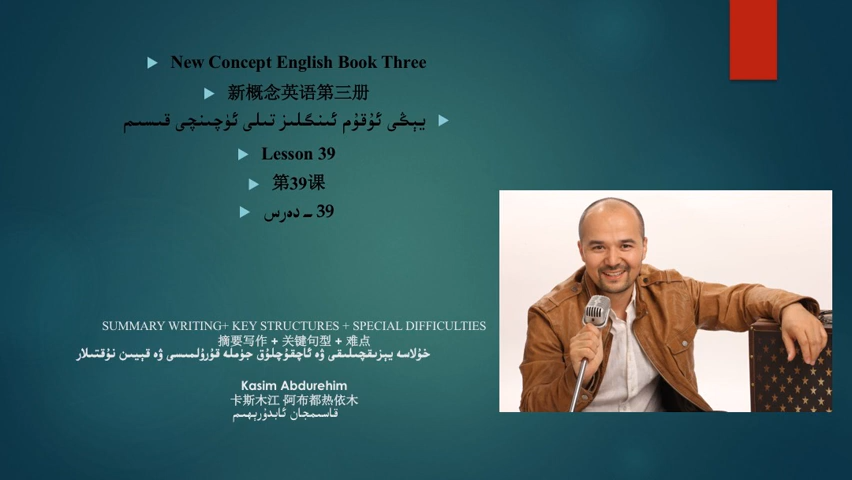 New Concept English Book Three
新概念英语第三册
يېڭى ئۇقۇم ئىنگلىز تىلى ئۈچىنچى قىسىم
Lesson 39
第39课
39 ـ دەرس
SUMMARY WRITING+ KEY STRUCTURES + SPECIAL DIFFICULTIES
摘要写作 + 关键句型 + 难点
خۇلاسە يېزىقچىلىقى ۋە ئاچقۇچلۇق جۈملە قۇرۇلمىسى ۋە قېيىن نۇقتىلار
Kasim Abdurehim
卡斯木江·阿布都热依木
قاسىمجان ئابدۇرېھىم